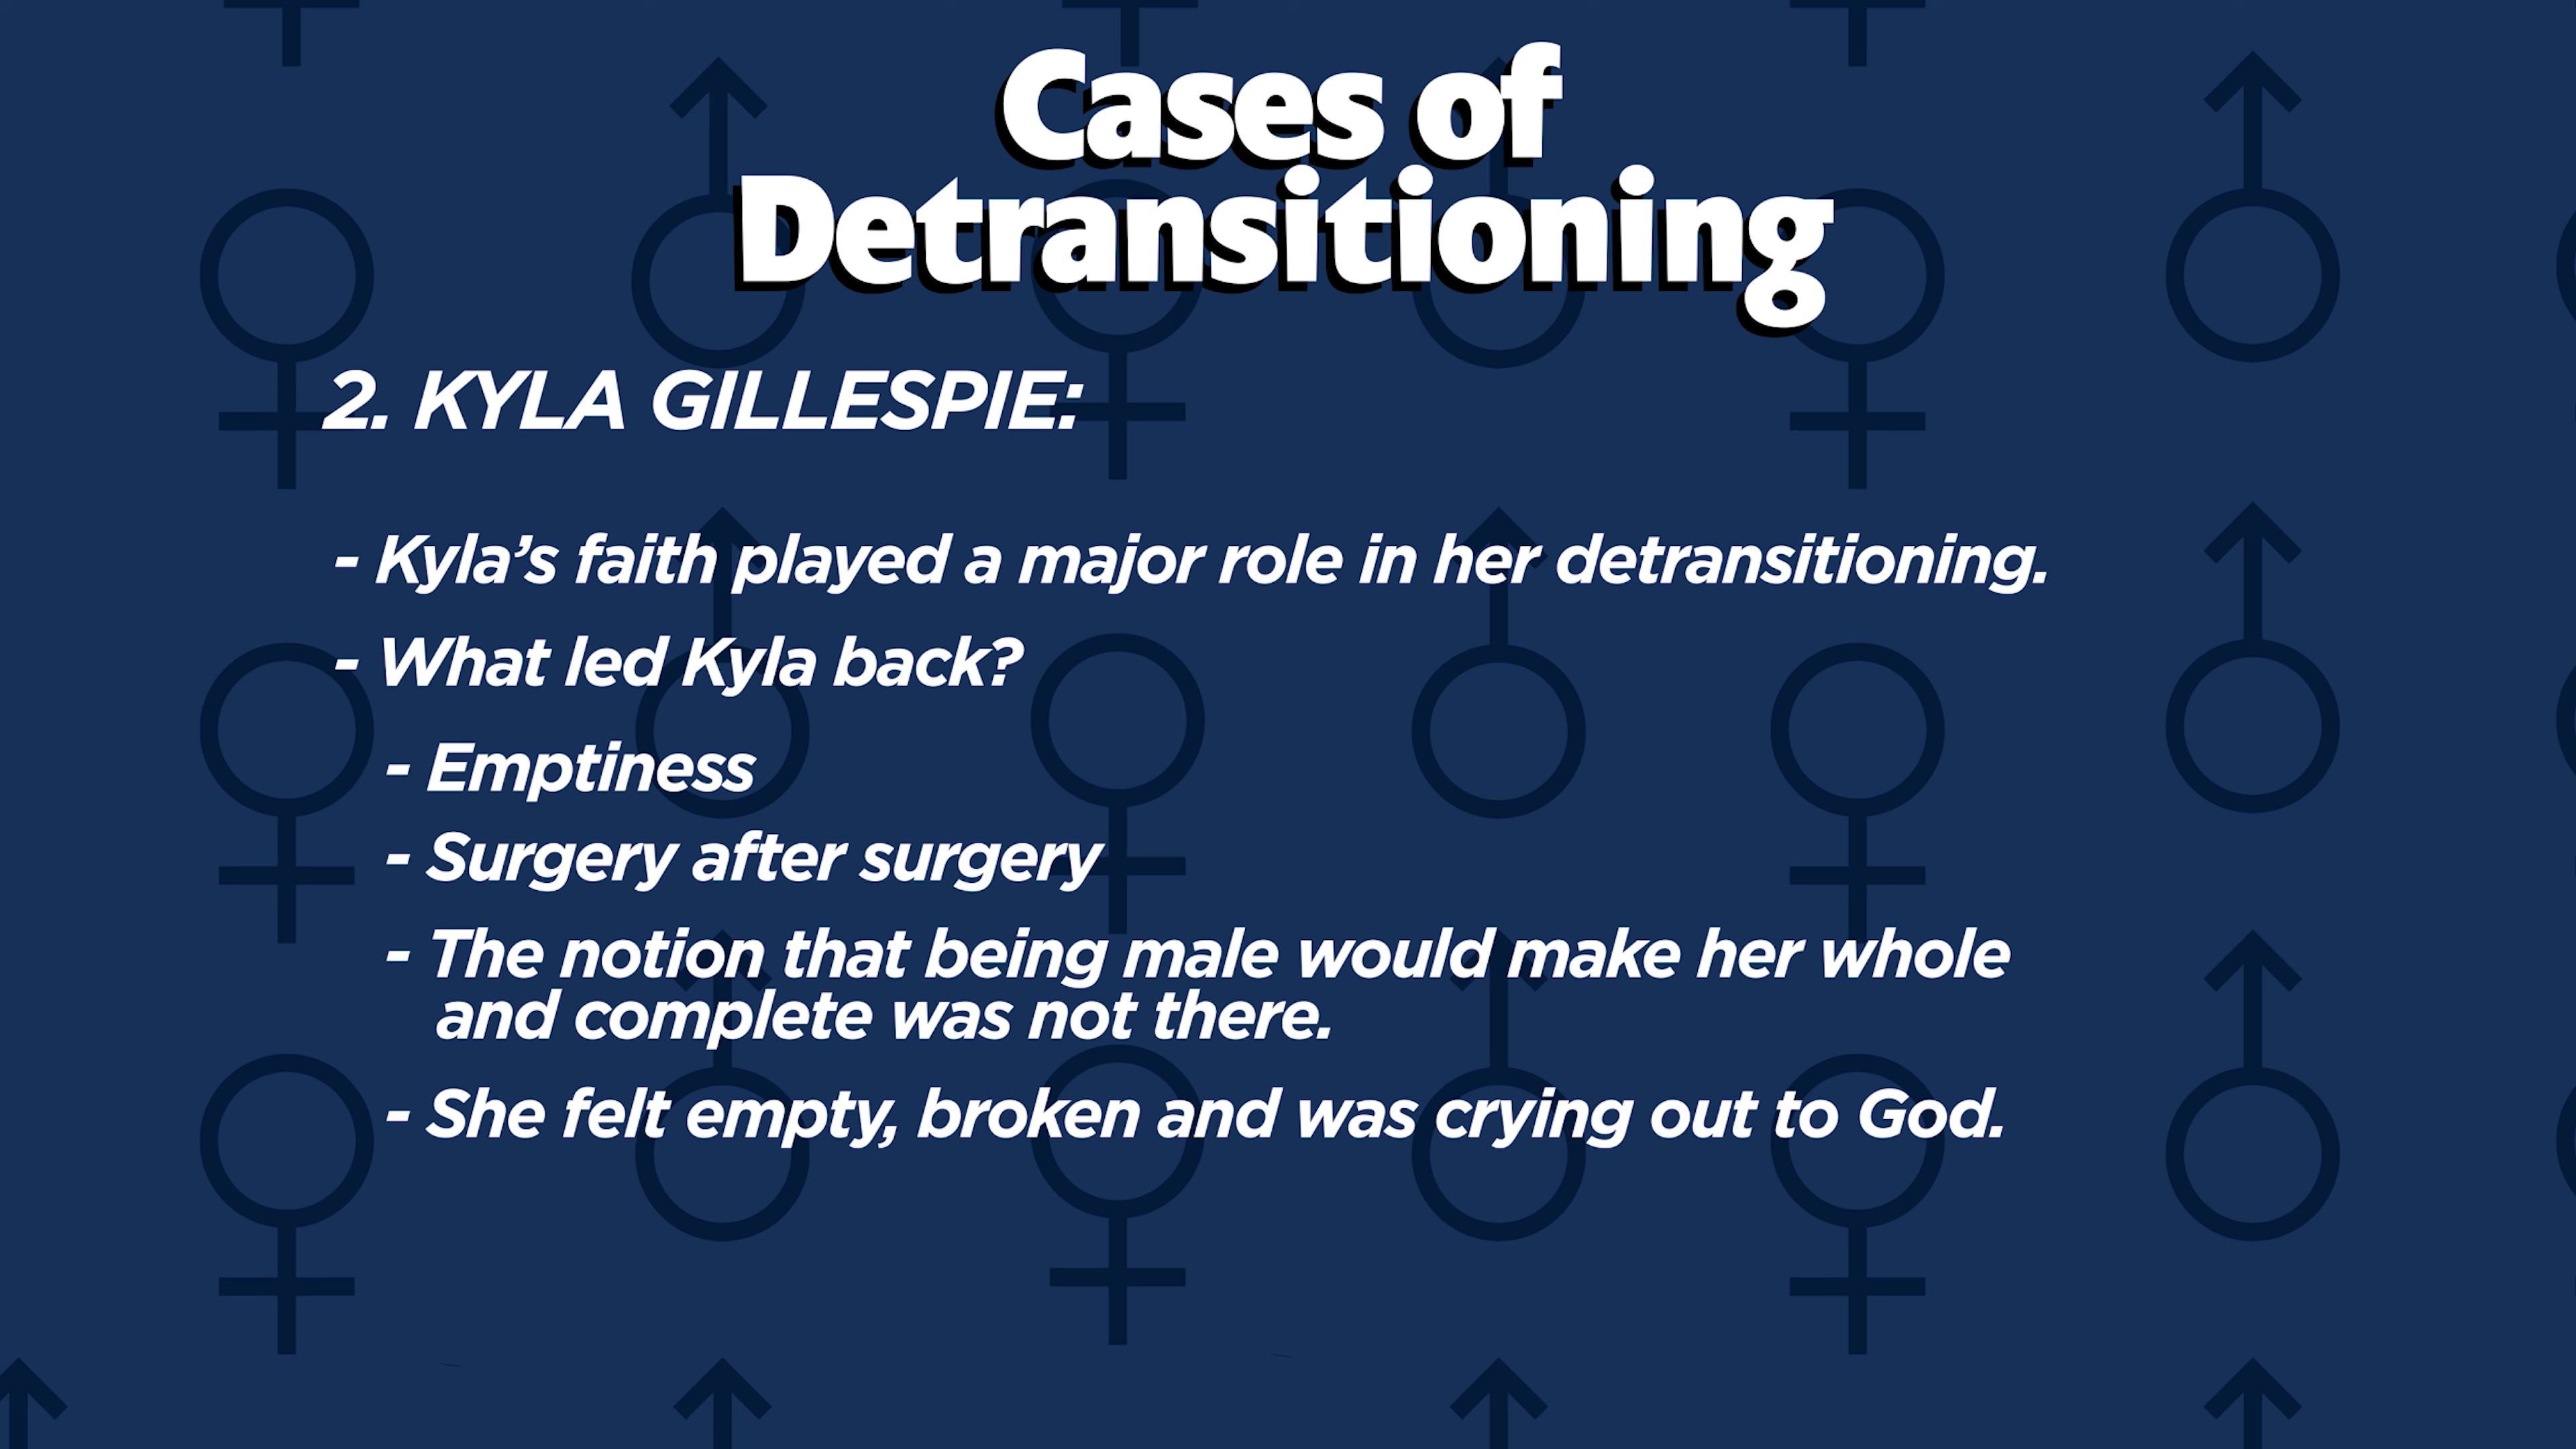 Cases of
Detransitioning
2. KYLA GILLESPIE:
- Kyla’s faith played a major role in her detransitioning.
- What led Kyla back?
- Emptiness
- Surgery after surgery
- The notion that being male would make her whole
and complete was not there.
- She felt empty, broken and was crying out to God.